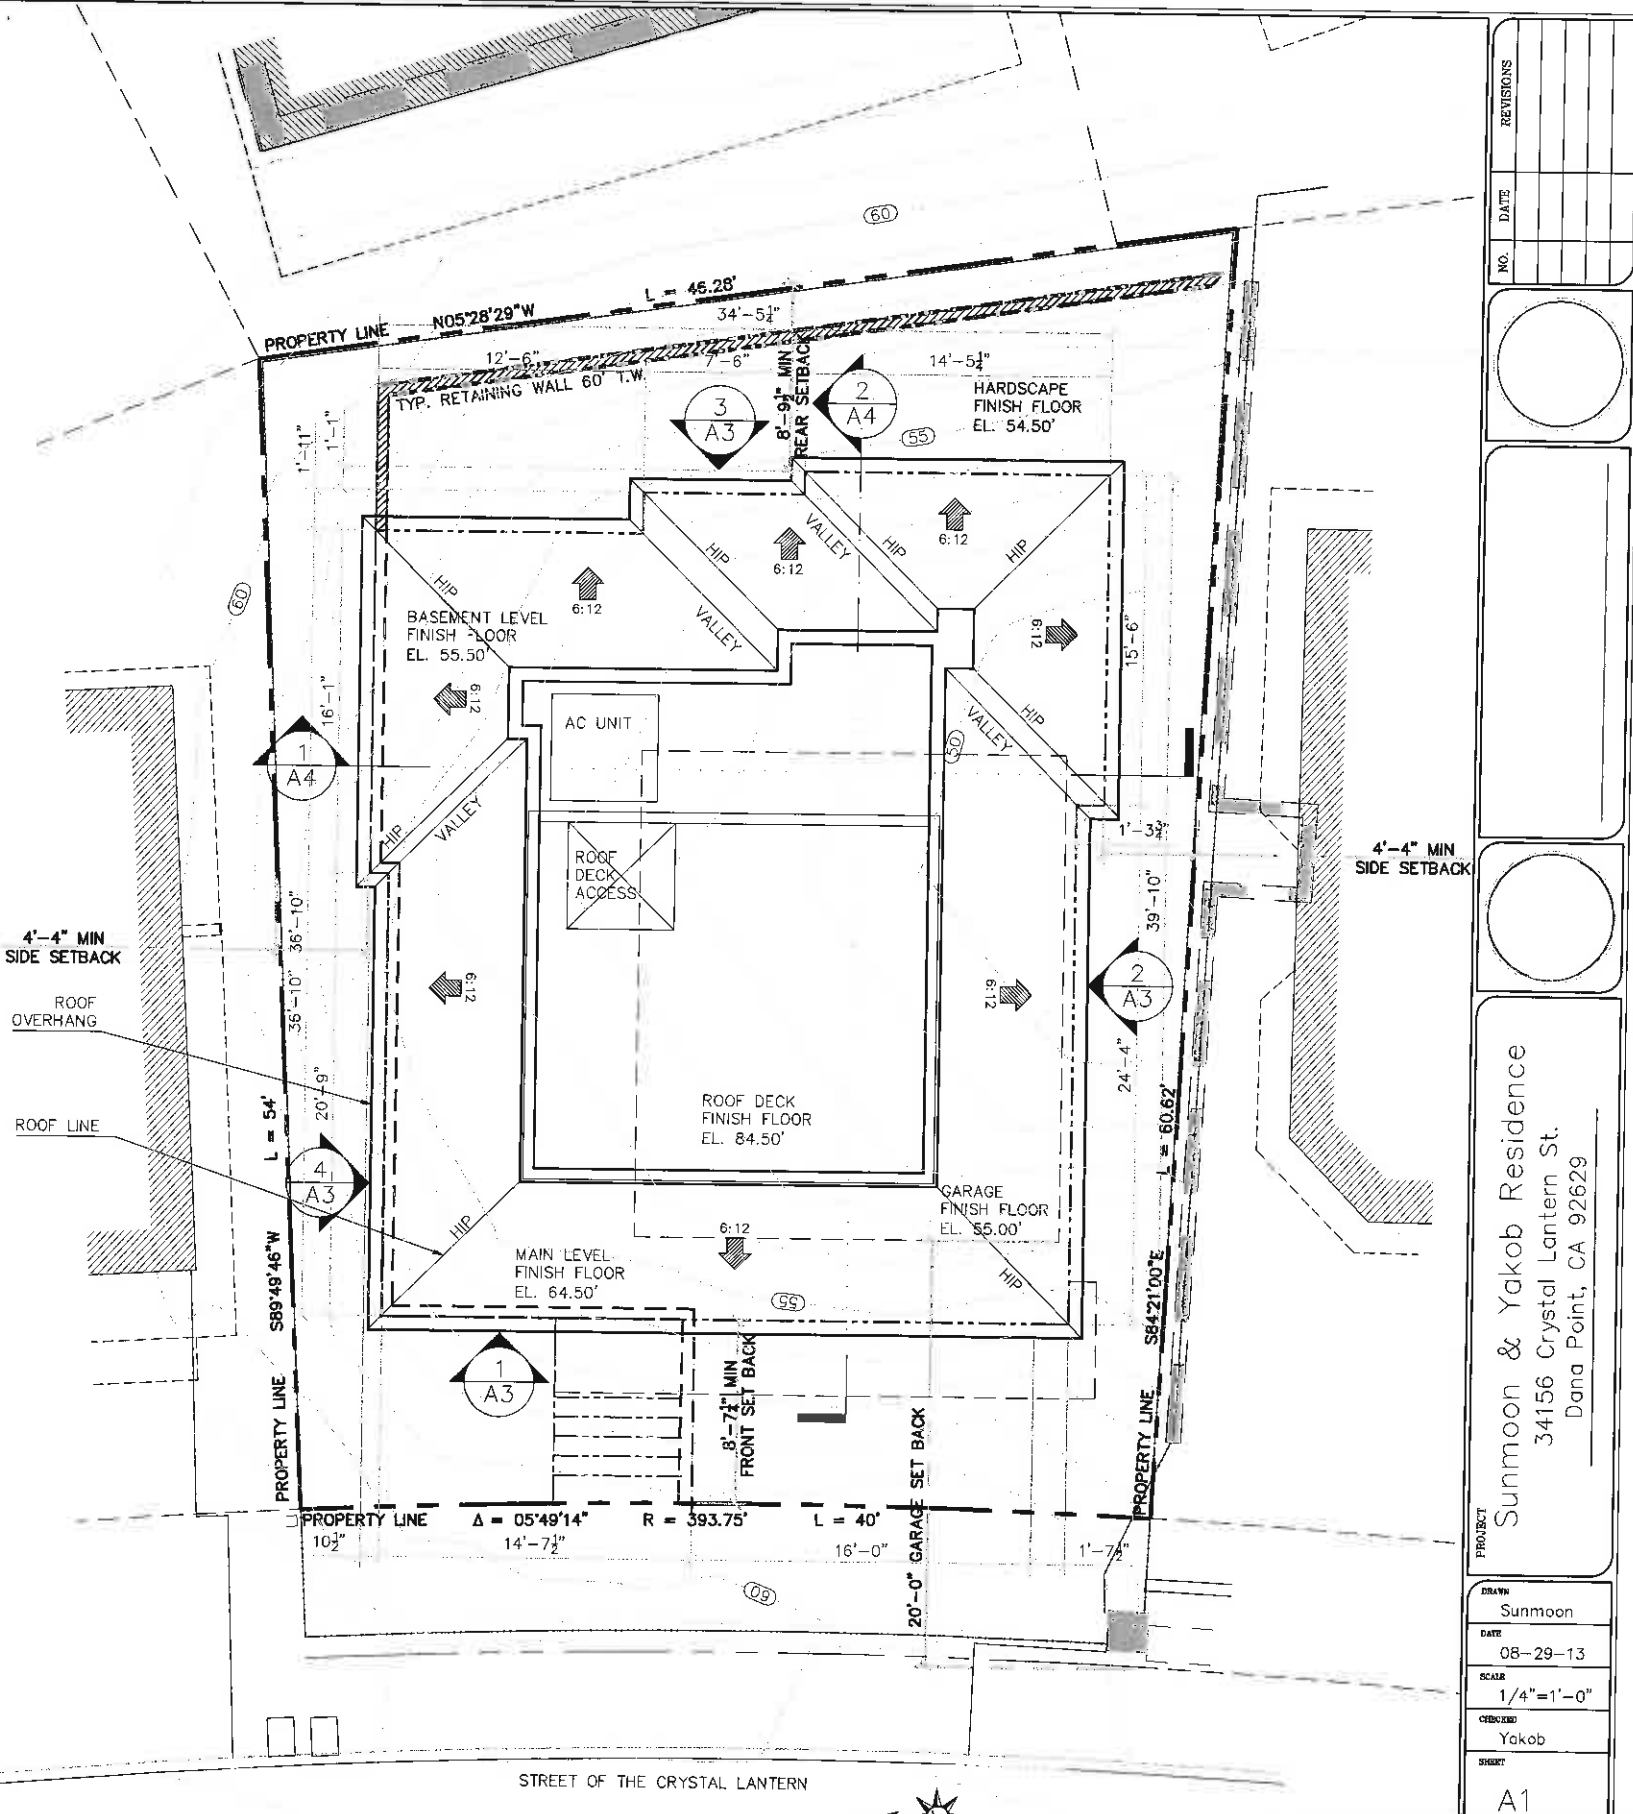 REVISIONS
DATE
NO.
60
PROPERTY LINE
N05°28'29"W
L = 46.28'
34'-5¼"
12'-6"
7'-6"
14'-5¼"
TYP. RETAINING WALL 60' T.W.
8'-9½" MIN
REAR SETBACK
3
A3
2
A4
HARDSCAPE
FINISH FLOOR
EL. 54.50'
55
1'-11"
1'-1"
HIP
HIP
VALLEY
HIP
HIP
6:12
6:12
6:12
6:12
60
BASEMENT LEVEL
FINISH FLOOR
EL. 55.50'
VALLEY
15'-6"
16'-1"
6:12
AC UNIT
50
HIP
VALLEY
1
A4
HIP
VALLEY
1'-3¾"
4'-4" MIN
SIDE SETBACK
ROOF
DECK
ACCESS
39'-10"
36'-10"
36'-10"
4'-4" MIN
SIDE SETBACK
ROOF
OVERHANG
6:12
6:12
2
A3
24'-4"
20'-9"
L = 54'
L = 60.62'
ROOF LINE
ROOF DECK
FINISH FLOOR
EL. 84.50'
4
A3
GARAGE
FINISH FLOOR
EL. 55.00'
HIP
6:12
HIP
MAIN LEVEL
FINISH FLOOR
EL. 64.50'
S89°49'46"W
S84°21'00"E
55
1
A3
8'-7½" MIN
FRONT SET BACK
20'-0" GARAGE SET BACK
PROPERTY LINE
PROPERTY LINE
PROPERTY LINE
Δ = 05°49'14"
R = 393.75'
L = 40'
10½"
14'-7½"
16'-0"
1'-7½"
60
STREET OF THE CRYSTAL LANTERN
PROJECT
Sunmoon & Yakob Residence
34156 Crystal Lantern St.
Dana Point, CA 92629
DRAWN
Sunmoon
DATE
08-29-13
SCALE
1/4"=1'-0"
CHECKED
Yakob
SHEET
A1